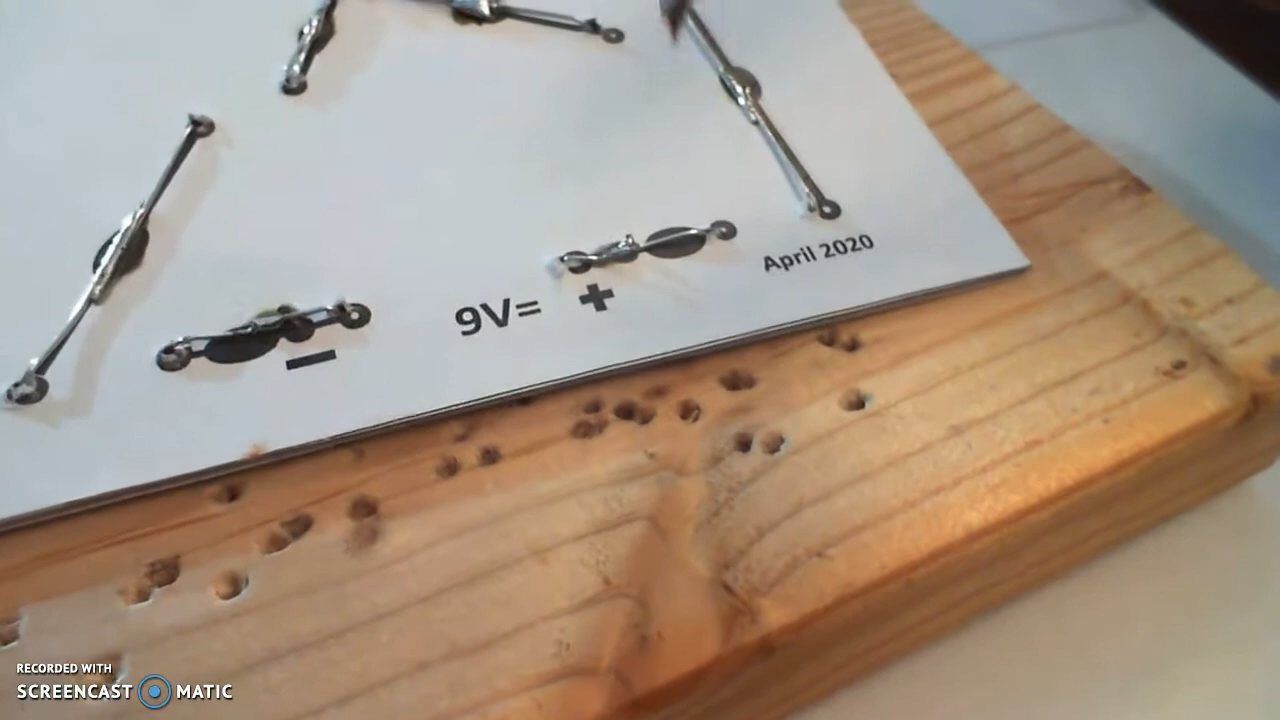 April 2020
9V= +
−
RECORDED WITH
SCREENCAST MATIC